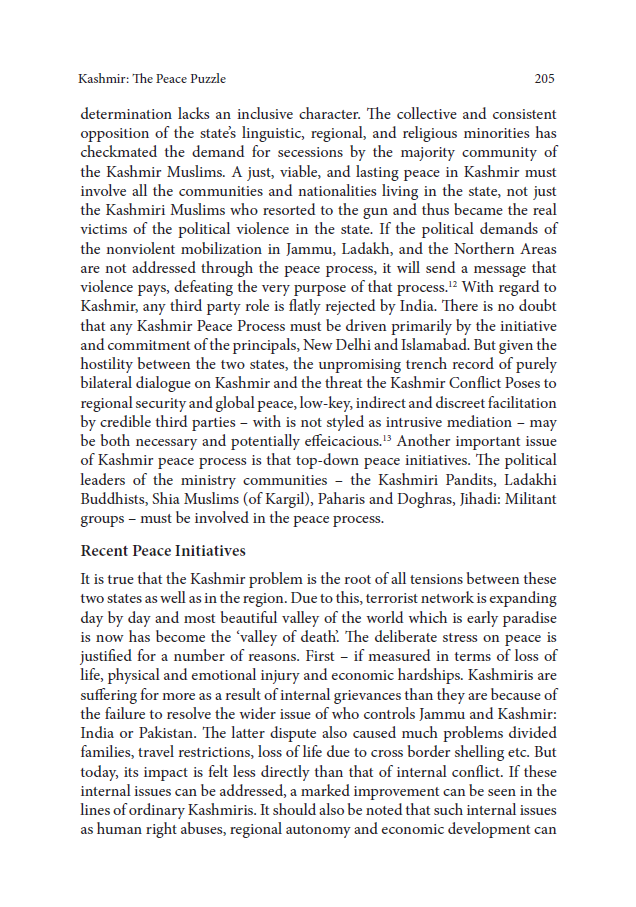 Kashmir: The Peace Puzzle 205
determination lacks an inclusive character. The collective and consistent
opposition of the state's linguistic, regional, and religious minorities has
checkmated the demand for secessions by the majority community of
the Kashmir Muslims. A just, viable, and lasting peace in Kashmir must
involve all the communities and nationalities living in the state, not just
the Kashmiri Muslims who resorted to the gun and thus became the real
victims of the political violence in the state. If the political demands of
the nonviolent mobilization in Jammu, Ladakh, and the Northern Areas
are not addressed through the peace process, it will send a message that
violence pays, defeating the very purpose of that process.¹² With regard to
Kashmir, any third party role is flatly rejected by India. There is no doubt
that any Kashmir Peace Process must be driven primarily by the initiative
and commitment of the principals, New Delhi and Islamabad. But given the
hostility between the two states, the unpromising trench record of purely
bilateral dialogue on Kashmir and the threat the Kashmir Conflict Poses to
regional security and global peace, low-key, indirect and discreet facilitation
by credible third parties – with is not styled as intrusive mediation – may
be both necessary and potentially effeicacious.¹³ Another important issue
of Kashmir peace process is that top-down peace initiatives. The political
leaders of the ministry communities – the Kashmiri Pandits, Ladakhi
Buddhists, Shia Muslims (of Kargil), Paharis and Doghras, Jihadi: Militant
groups – must be involved in the peace process.
Recent Peace Initiatives
It is true that the Kashmir problem is the root of all tensions between these
two states as well as in the region. Due to this, terrorist network is expanding
day by day and most beautiful valley of the world which is early paradise
is now has become the 'valley of death'. The deliberate stress on peace is
justified for a number of reasons. First – if measured in terms of loss of
life, physical and emotional injury and economic hardships. Kashmiris are
suffering for more as a result of internal grievances than they are because of
the failure to resolve the wider issue of who controls Jammu and Kashmir:
India or Pakistan. The latter dispute also caused much problems divided
families, travel restrictions, loss of life due to cross border shelling etc. But
today, its impact is felt less directly than that of internal conflict. If these
internal issues can be addressed, a marked improvement can be seen in the
lines of ordinary Kashmiris. It should also be noted that such internal issues
as human right abuses, regional autonomy and economic development can